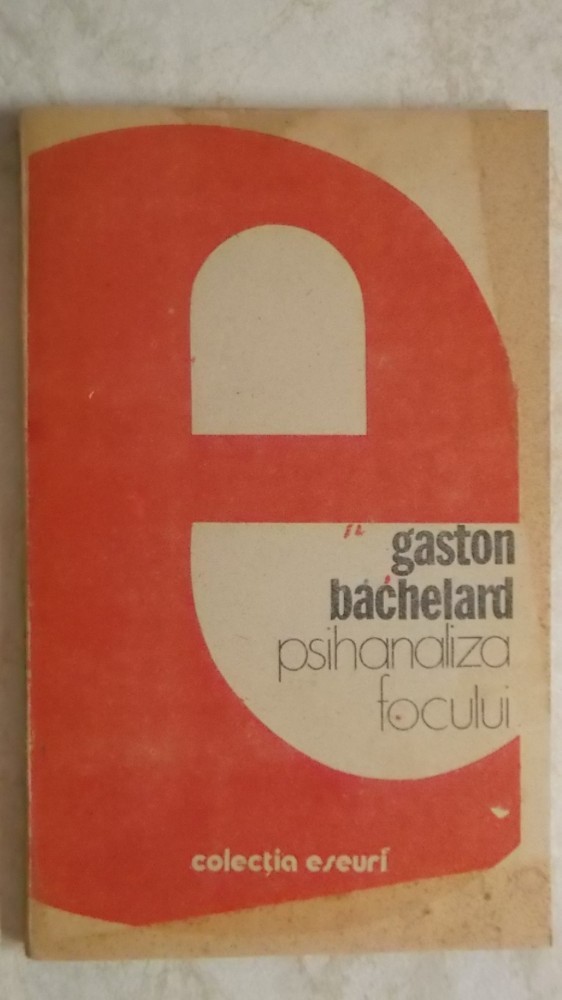 gaston
bachelard
psihanaliza
focului
colecția eseuri